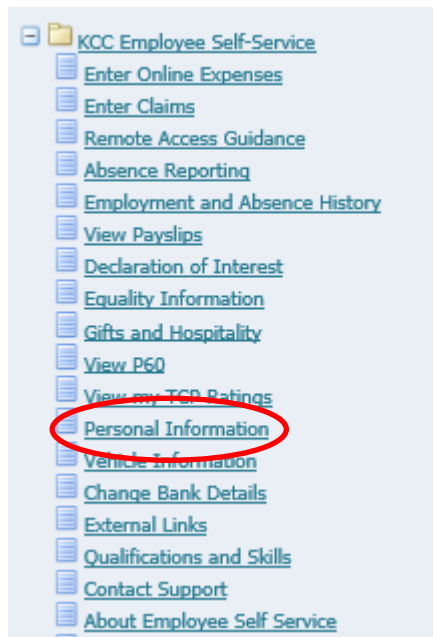 KCC Employee Self-Service
Enter Online Expenses
Enter Claims
Remote Access Guidance
Absence Reporting
Employment and Absence History
View Payslips
Declaration of Interest
Equality Information
Gifts and Hospitality
View P60
View my TCP Ratings
Personal Information
Vehicle Information
Change Bank Details
External Links
Qualifications and Skills
Contact Support
About Employee Self Service